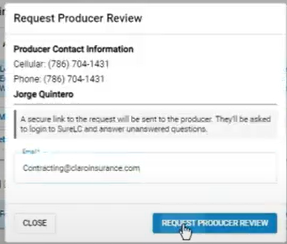 Request Producer Review
Producer Contact Information
Cellular: (786) 704-1431
Phone: (786) 704-1431
Jorge Quintero
A secure link to the request will be sent to the producer. They'll be asked
to login to SureLC and answer unanswered questions.
Email*
Contracting@claroinsurance.com
CLOSE
REQUEST PRODUCER REVIEW